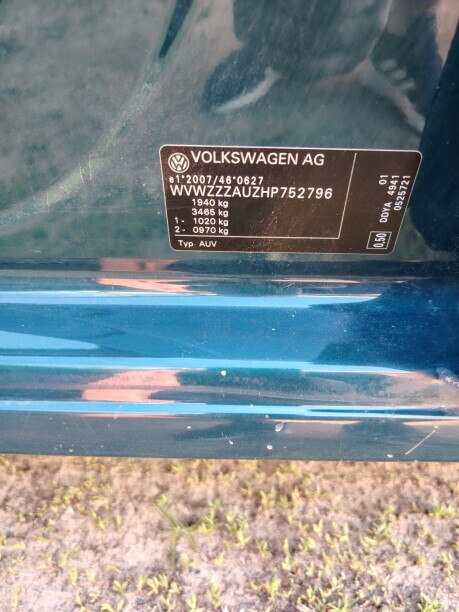 VOLKSWAGEN AG
e1*2007/46*0627
WVWZZZAUZHP752796
1940 kg
3465 kg
1 - 1020 kg
2 - 0970 kg
Typ AUV
01
DDYA 4941
0525721
0,50